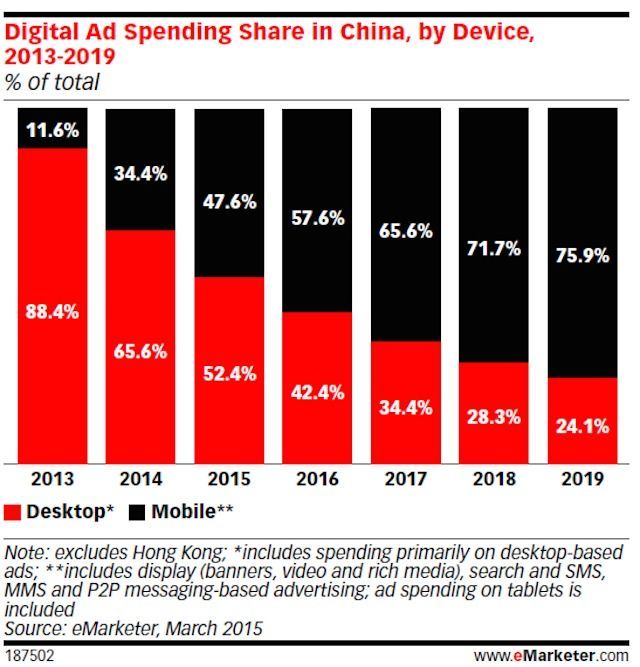 Digital Ad Spending Share in China, by Device,
2013-2019
% of total
11.6%
34.4%
47.6%
57.6%
65.6%
71.7%
75.9%
88.4%
65.6%
52.4%
42.4%
34.4%
28.3%
24.1%
2013 2014 2015 2016 2017 2018 2019
Desktop* Mobile**
Note: excludes Hong Kong; *includes spending primarily on desktop-based
ads; **includes display (banners, video and rich media), search and SMS,
MMS and P2P messaging-based advertising; ad spending on tablets is
included
Source: eMarketer, March 2015
187502 www.eMarketer.com